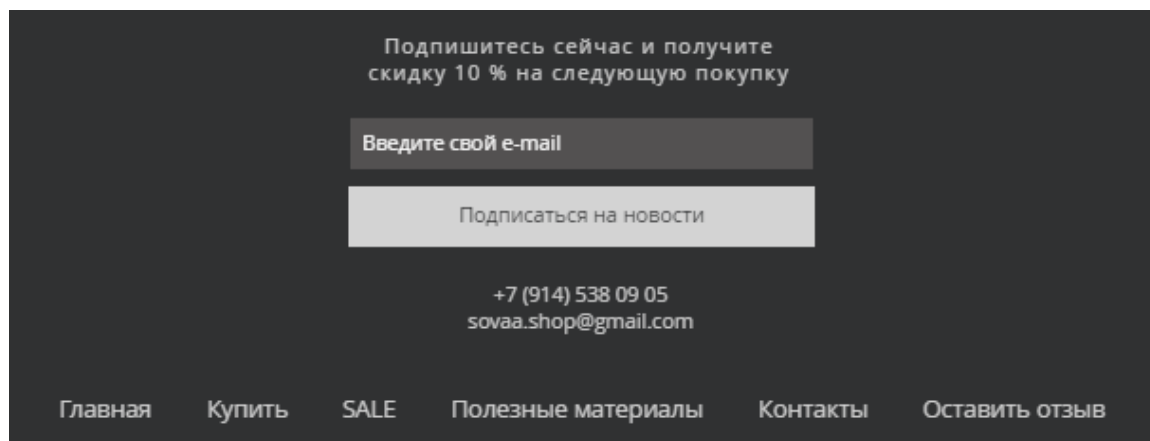 Подпишитесь сейчас и получите
скидку 10 % на следующую покупку
Введите свой e-mail
Подписаться на новости
+7 (914) 538 09 05
sovaa.shop@gmail.com
Главная Купить SALE Полезные материалы Контакты Оставить отзыв